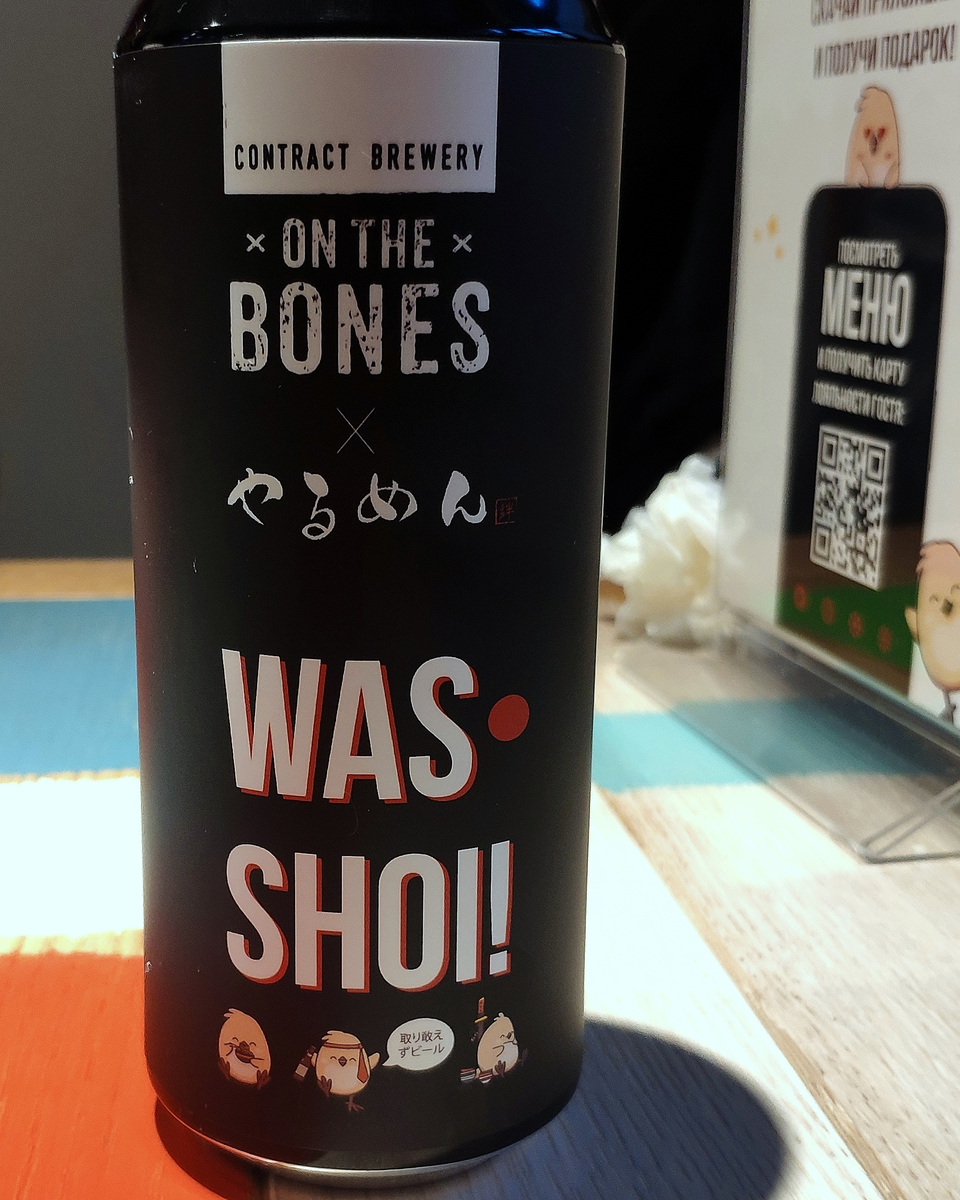 CONTRACT BREWERY
× ON THE ×
BONES
×
やるめん
WAS•
SHOI!
取り敢え
ずビール
И ПОЛУЧИ ПОДАРОК!
ПОСМОТРЕТЬ
МЕНЮ
И ПОЛУЧИТЬ КАРТУ
ЛОЯЛЬНОСТИ ГОСТЯ: